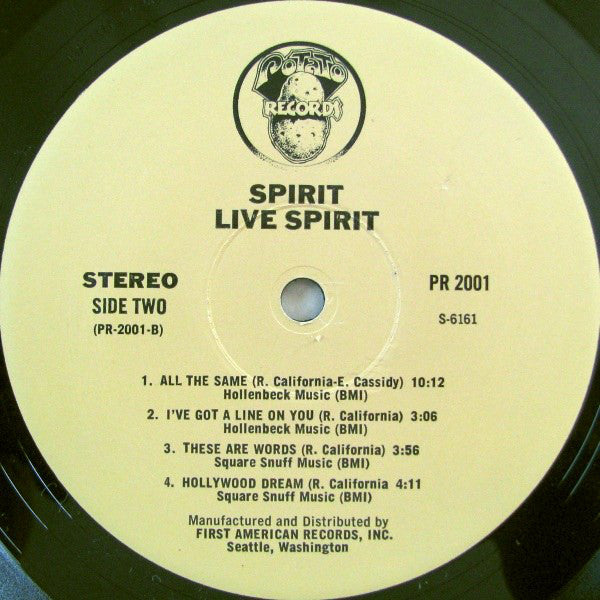 POTATO
RECORDS
SPIRIT
LIVE SPIRIT
STEREO
SIDE TWO
(PR-2001-B)
PR 2001
S-6161
1. ALL THE SAME (R. California-E. Cassidy) 10:12
Hollenbeck Music (BMI)
2. I'VE GOT A LINE ON YOU (R. California) 3:06
Hollenbeck Music (BMI)
3. THESE ARE WORDS (R. California) 3:56
Square Snuff Music (BMI)
4. HOLLYWOOD DREAM (R. California 4:11
Square Snuff Music (BMI)
Manufactured and Distributed by
FIRST AMERICAN RECORDS, INC.
Seattle, Washington